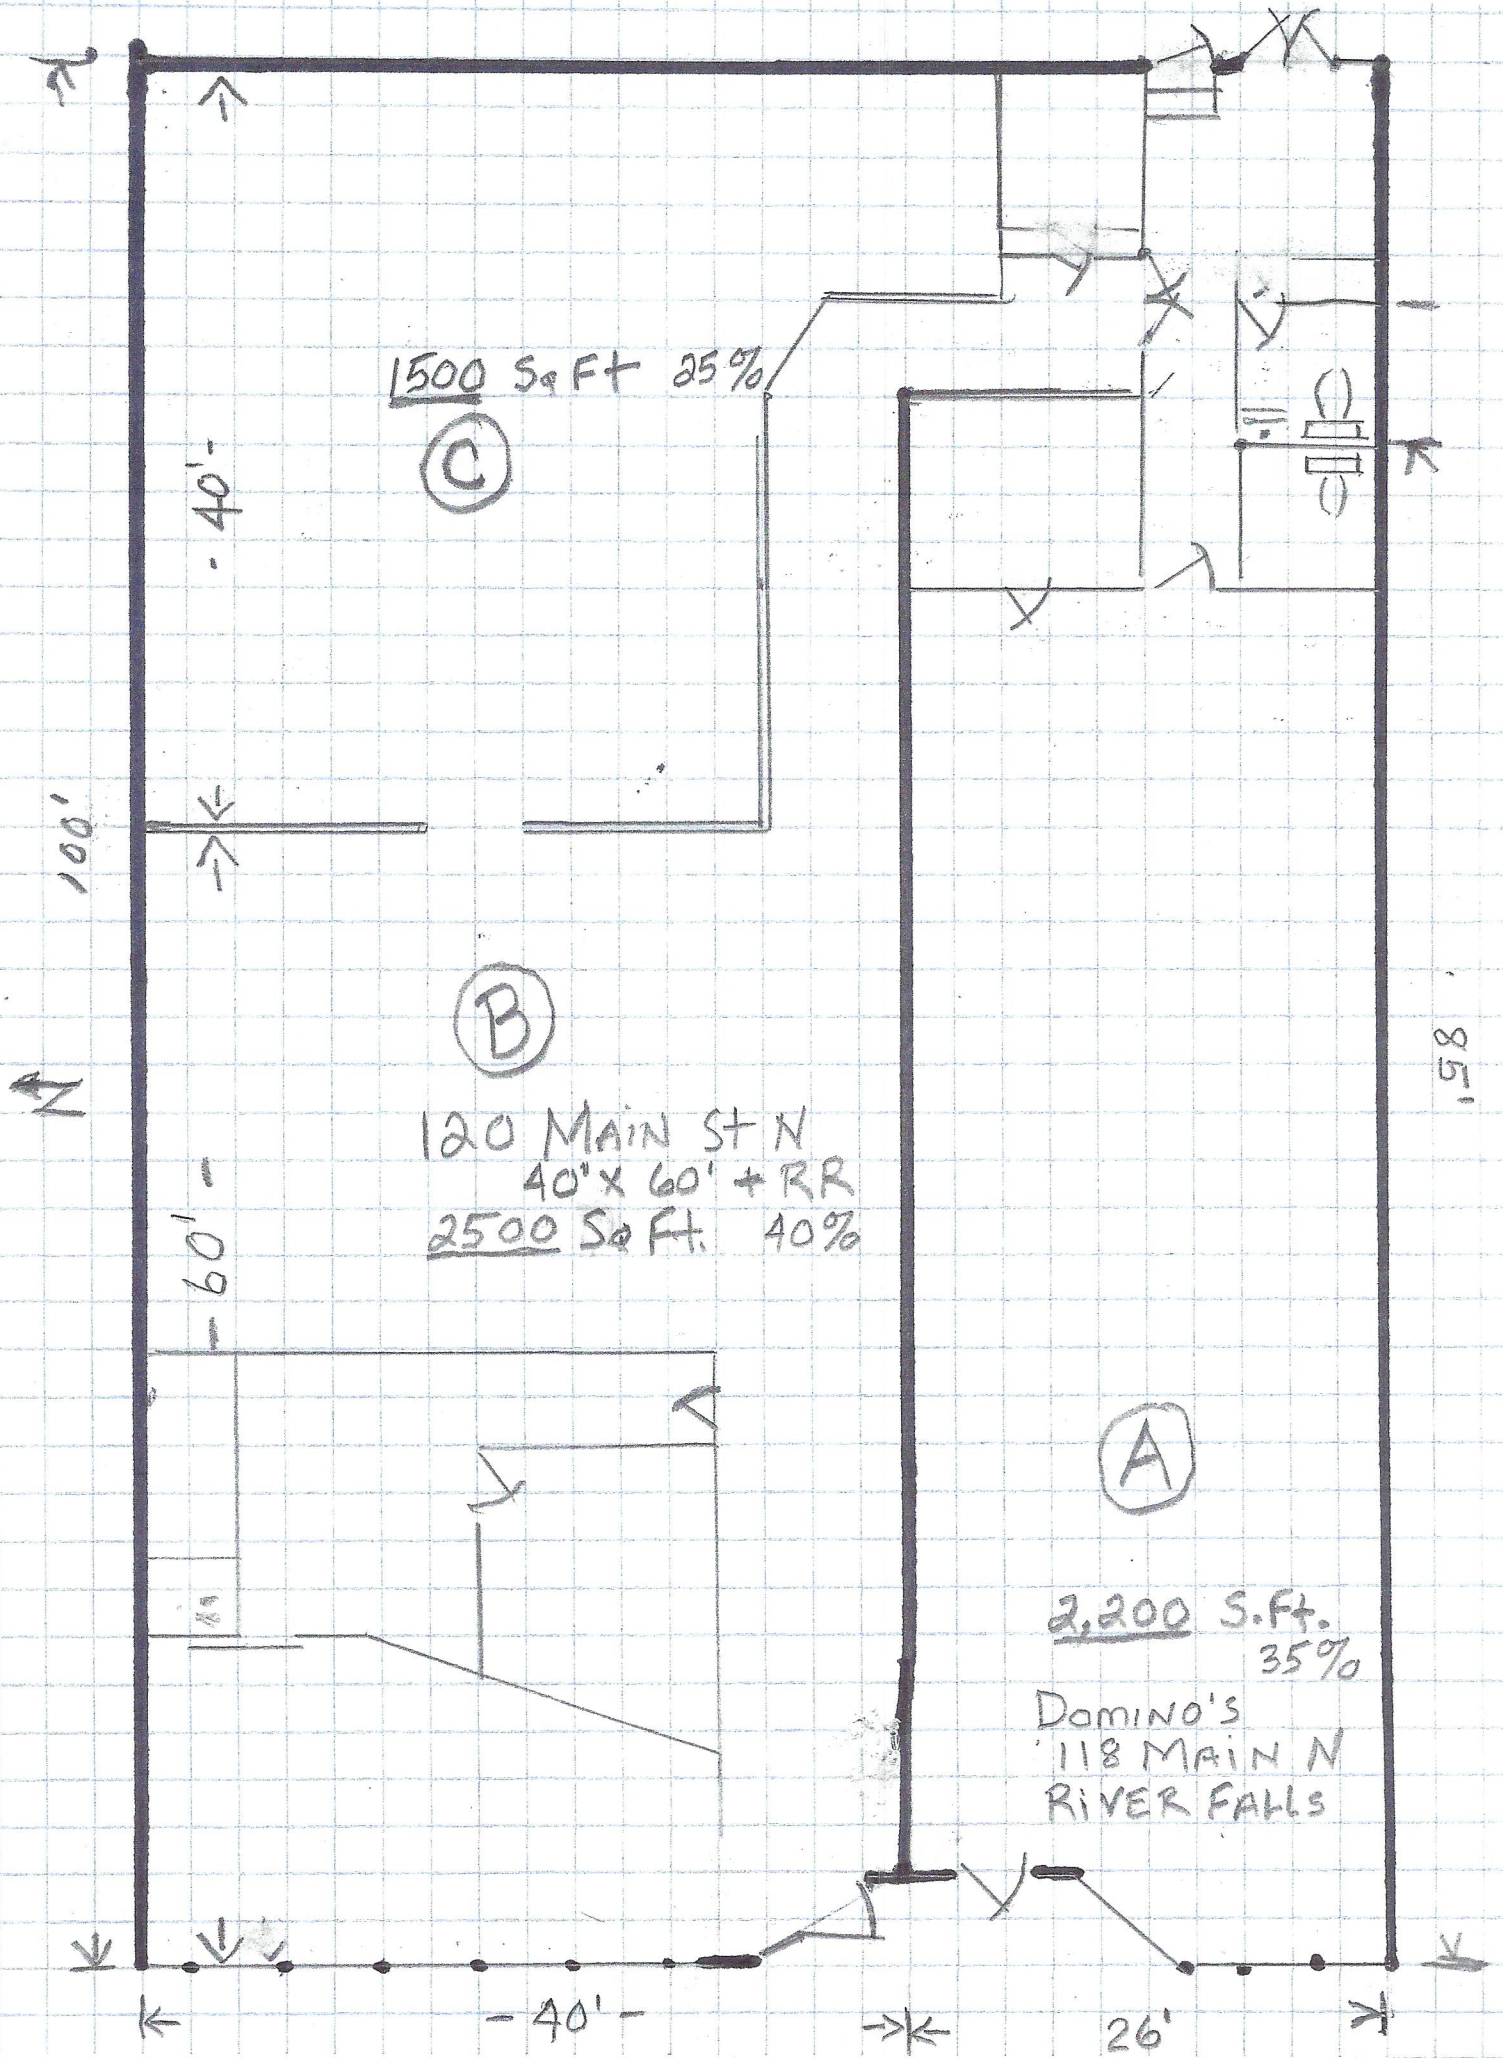 1500 Sq Ft 25%
C
- 40' -
100'
B
N
85'
120 MAiN St N
40" X 60' + RR
2500 Sq Ft. 40%
- 60' -
A
2,200 S.Ft.
35%
DOMINO'S
118 MAiN N
RiVER FALLS
- 40' -
26'